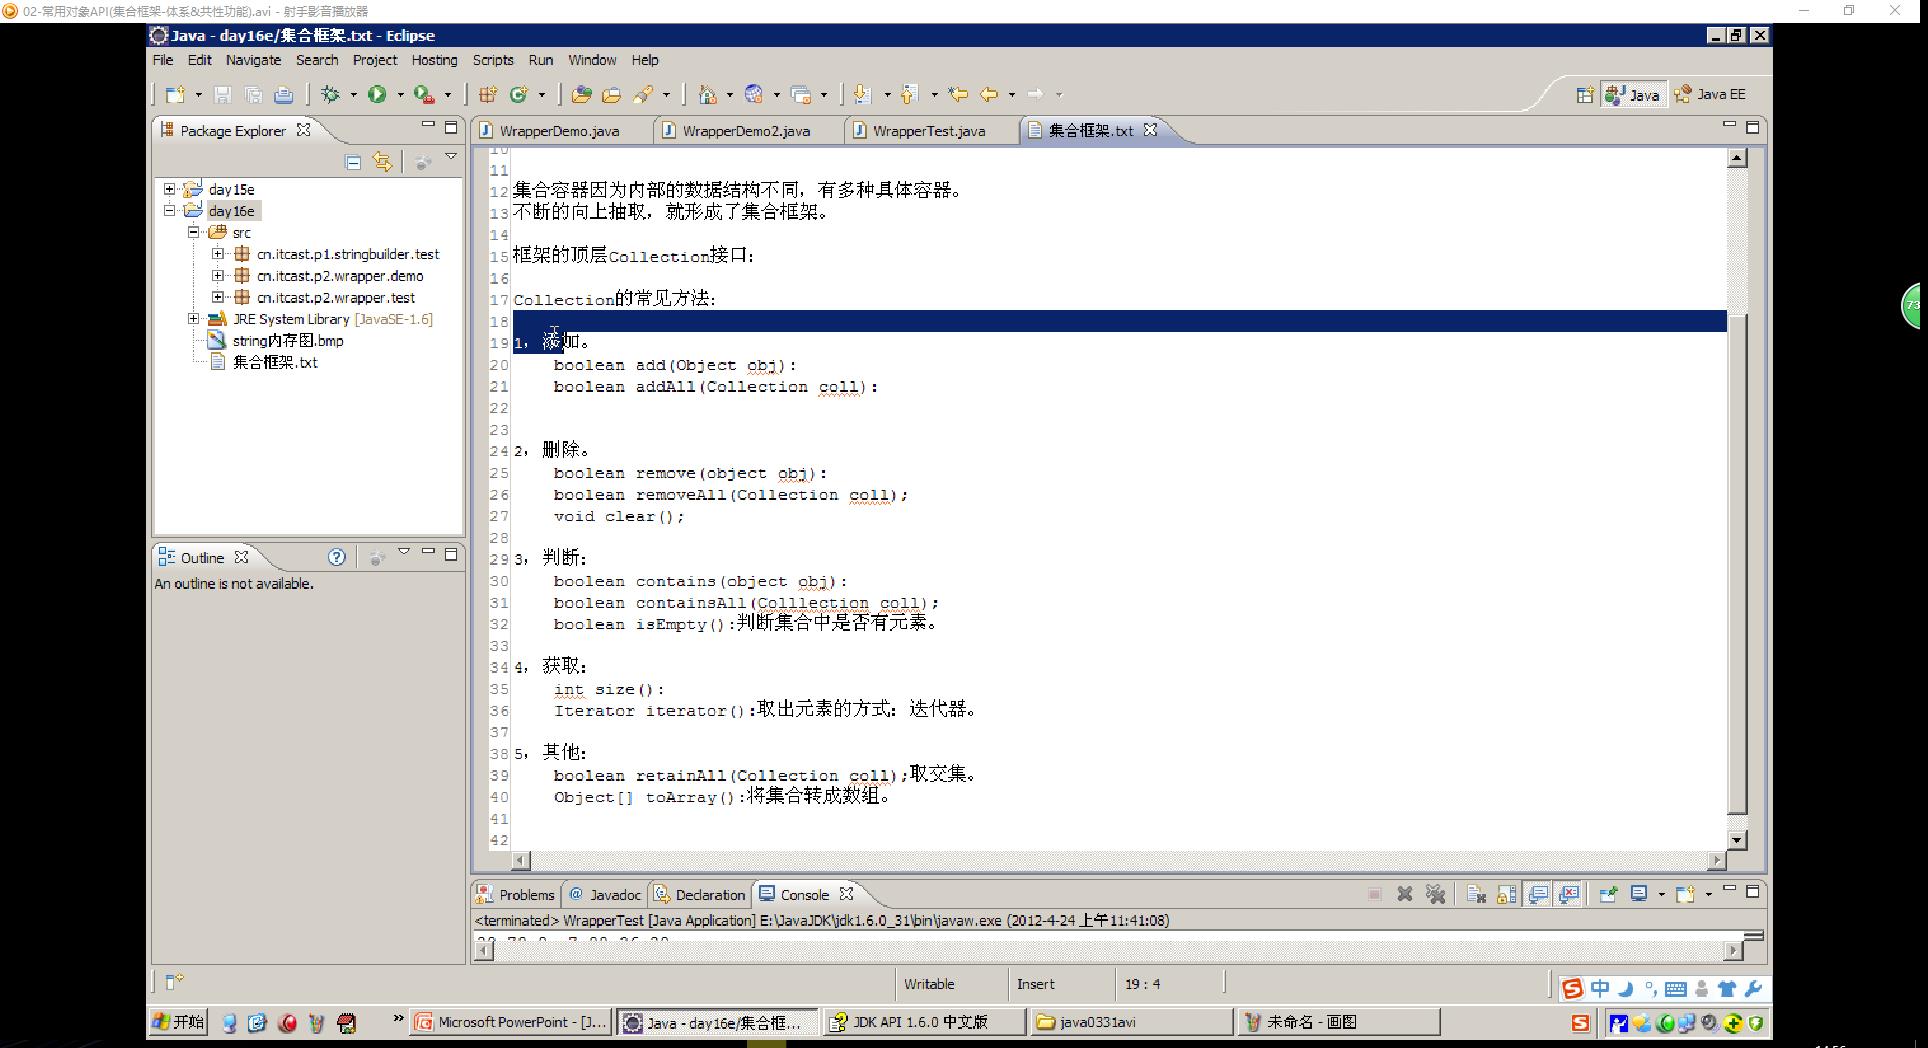 02-常用对象API(集合框架-体系&共性功能).avi - 射手影音播放器
Java - day16e/集合框架.txt - Eclipse
File Edit Navigate Search Project Hosting Scripts Run Window Help
Java Java EE
Package Explorer
WrapperDemo.java WrapperDemo2.java WrapperTest.java 集合框架.txt
day15e
day16e
src
cn.itcast.p1.stringbuilder.test
cn.itcast.p2.wrapper.demo
cn.itcast.p2.wrapper.test
JRE System Library [JavaSE-1.6]
string内存图.bmp
集合框架.txt
Outline
An outline is not available.
10
11
12 集合容器因为内部的数据结构不同，有多种具体容器。
13 不断的向上抽取，就形成了集合框架。
14
15 框架的顶层Collection接口：
16
17 Collection的常见方法：
18
19 1，添加。
20 boolean add(Object obj):
21 boolean addAll(Collection coll):
22
23
24 2，删除。
25 boolean remove(object obj):
26 boolean removeAll(Collection coll);
27 void clear();
28
29 3，判断：
30 boolean contains(object obj):
31 boolean containsAll(Colllection coll);
32 boolean isEmpty():判断集合中是否有元素。
33
34 4，获取：
35 int size():
36 Iterator iterator():取出元素的方式：迭代器。
37
38 5，其他：
39 boolean retainAll(Collection coll);取交集。
40 Object[] toArray():将集合转成数组。
41
42
Problems Javadoc Declaration Console
<terminated> WrapperTest [Java Application] E:\JavaJDK\jdk1.6.0_31\bin\javaw.exe (2012-4-24 上午11:41:08)
Writable Insert 19 : 4
中
开始 Microsoft PowerPoint - [J... Java - day16e/集合框... JDK API 1.6.0 中文版 java0331avi 未命名 - 画图
73